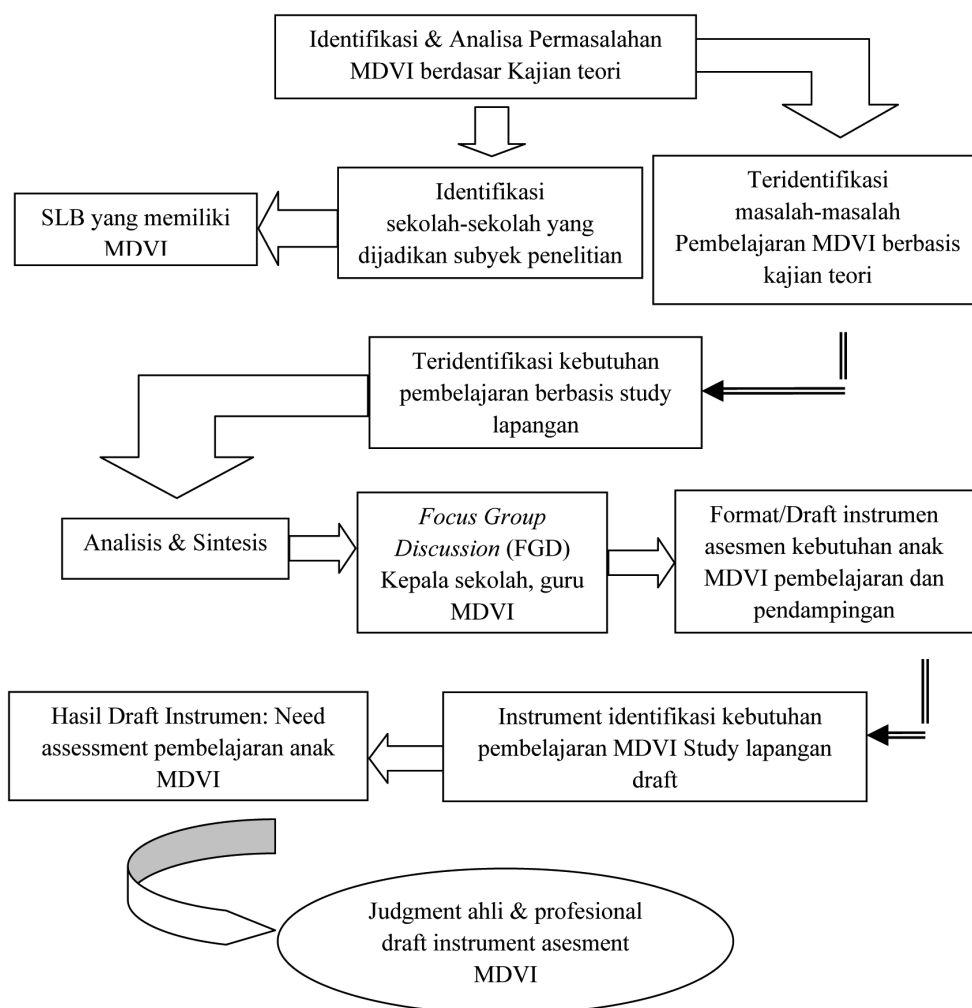 Identifikasi & Analisa Permasalahan
MDVI berdasar Kajian teori
SLB yang memiliki
MDVI
Identifikasi
sekolah-sekolah yang
dijadikan subyek penelitian
Teridentifikasi
masalah-masalah
Pembelajaran MDVI berbasis
kajian teori
Teridentifikasi kebutuhan
pembelajaran berbasis study
lapangan
Analisis & Sintesis
Focus Group
Discussion (FGD)
Kepala sekolah, guru
MDVI
Format/Draft instrumen
asesmen kebutuhan anak
MDVI pembelajaran dan
pendampingan
Hasil Draft Instrumen: Need
assessment pembelajaran anak
MDVI
Instrument identifikasi kebutuhan
pembelajaran MDVI Study lapangan
draft
Judgment ahli & profesional
draft instrument asesment
MDVI